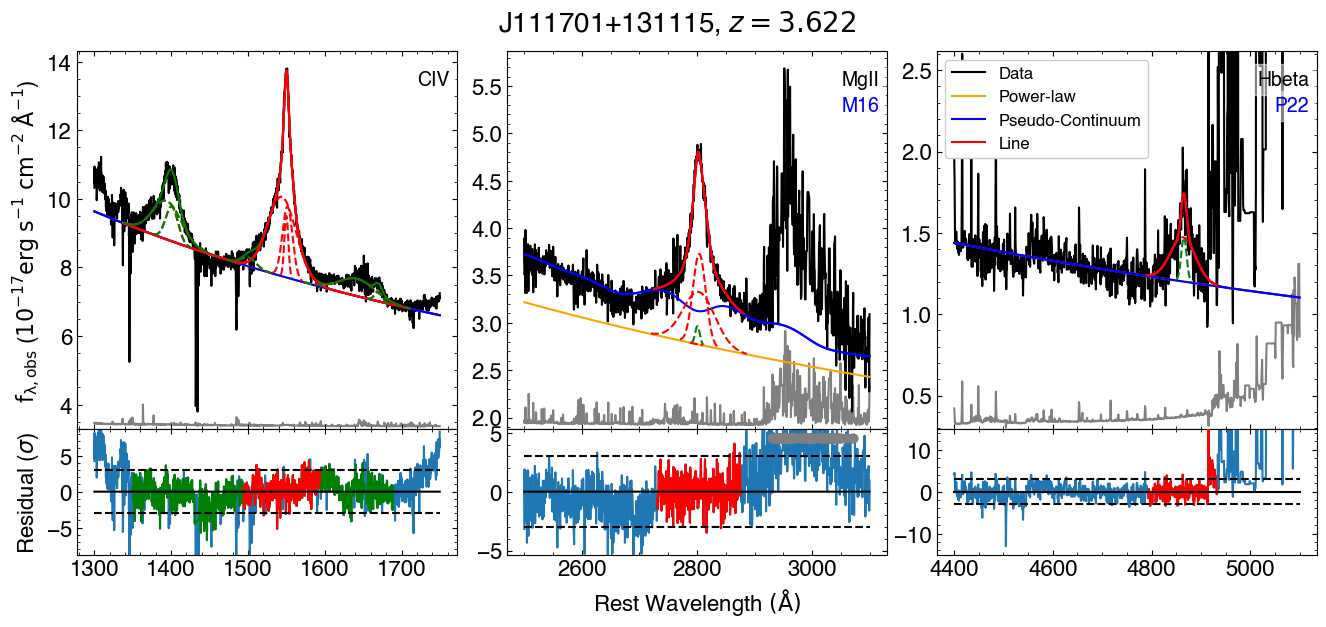 J111701+131115, z = 3.622
f_λ,obs (10⁻¹⁷erg s⁻¹ cm⁻² Å⁻¹)
14
12
10
8
6
4
CIV
5.5
5.0
4.5
4.0
3.5
3.0
2.5
2.0
MgII
M16
2.5
2.0
1.5
1.0
0.5
Data
Power-law
Pseudo-Continuum
Line
Hbeta
P22
Residual (σ)
5
0
−5
5
0
−5
10
0
−10
1300 1400 1500 1600 1700
2600 2800 3000
4400 4600 4800 5000
Rest Wavelength (Å)